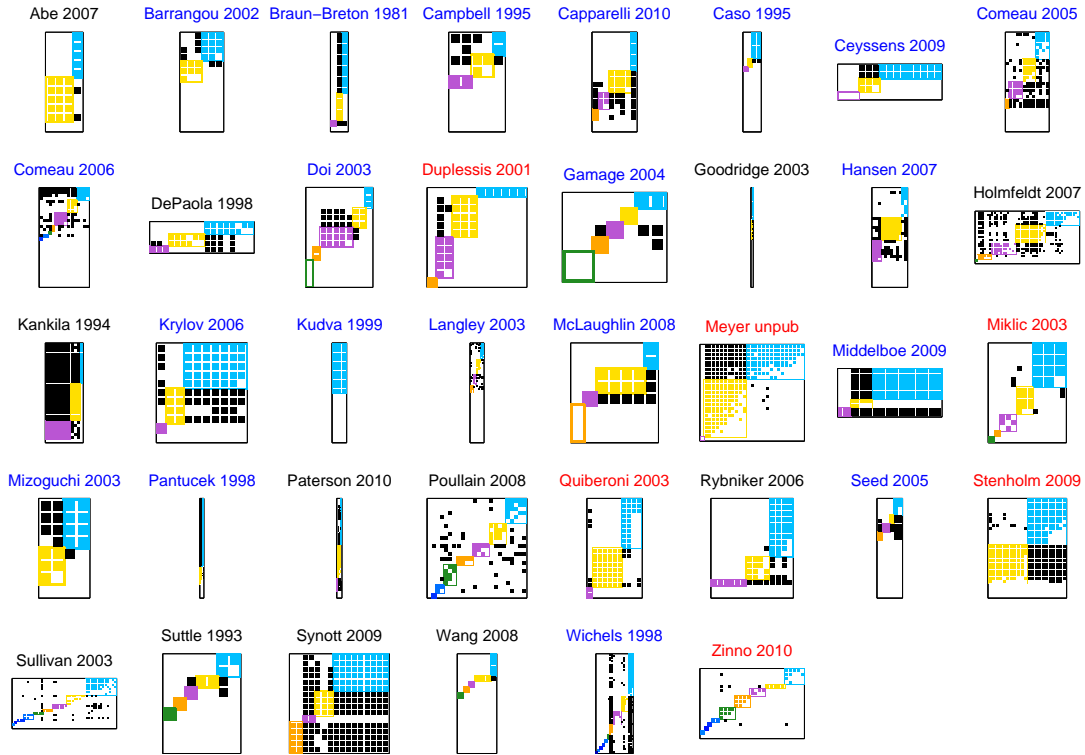 Abe 2007
Barrangou 2002
Braun−Breton 1981
Campbell 1995
Capparelli 2010
Caso 1995
Ceyssens 2009
Comeau 2005
Comeau 2006
DePaola 1998
Doi 2003
Duplessis 2001
Gamage 2004
Goodridge 2003
Hansen 2007
Holmfeldt 2007
Kankila 1994
Krylov 2006
Kudva 1999
Langley 2003
McLaughlin 2008
Meyer unpub
Middelboe 2009
Miklic 2003
Mizoguchi 2003
Pantucek 1998
Paterson 2010
Poullain 2008
Quiberoni 2003
Rybniker 2006
Seed 2005
Stenholm 2009
Sullivan 2003
Suttle 1993
Synott 2009
Wang 2008
Wichels 1998
Zinno 2010